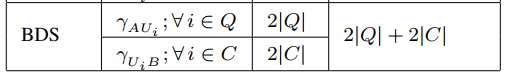 γ_{AU_i}; ∀ i ∈ Q 2|Q|
BDS 2|Q| + 2|C|
γ_{U_iB}; ∀ i ∈ C 2|C|